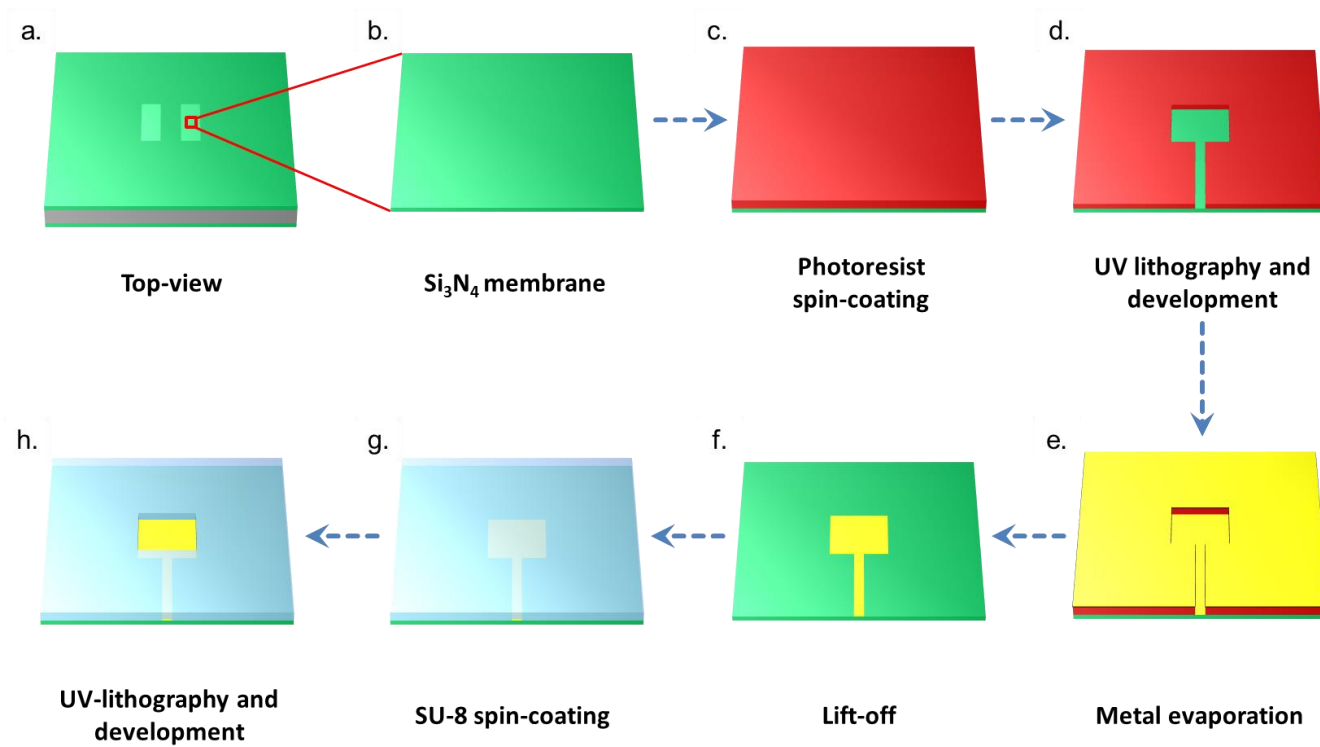 a.
b.
c.
d.
Top-view
Si₃N₄ membrane
Photoresist
spin-coating
UV lithography and
development
h.
g.
f.
e.
UV-lithography and
development
SU-8 spin-coating
Lift-off
Metal evaporation